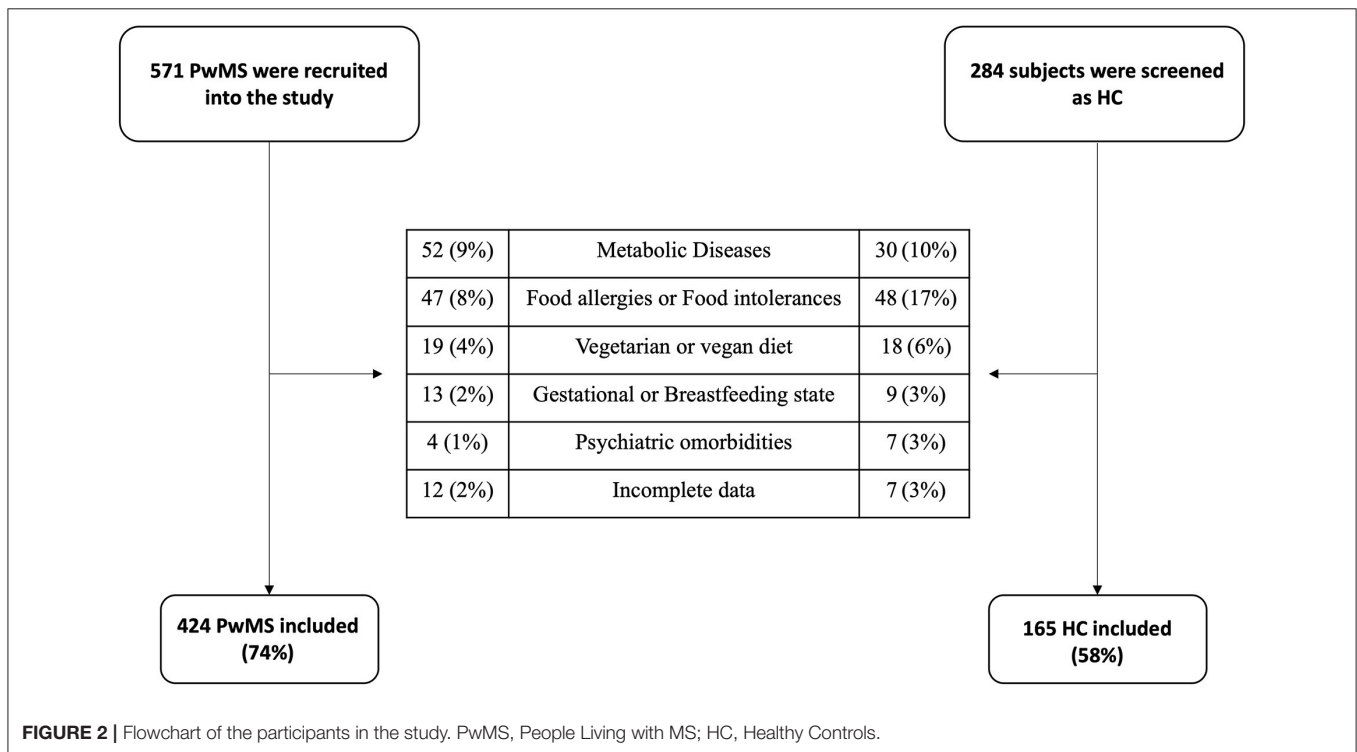 571 PwMS were recruited
into the study
284 subjects were screened
as HC
52 (9%) Metabolic Diseases 30 (10%)
47 (8%) Food allergies or Food intolerances 48 (17%)
19 (4%) Vegetarian or vegan diet 18 (6%)
13 (2%) Gestational or Breastfeeding state 9 (3%)
4 (1%) Psychiatric omorbidities 7 (3%)
12 (2%) Incomplete data 7 (3%)
424 PwMS included
(74%)
165 HC included
(58%)
FIGURE 2 | Flowchart of the participants in the study. PwMS, People Living with MS; HC, Healthy Controls.